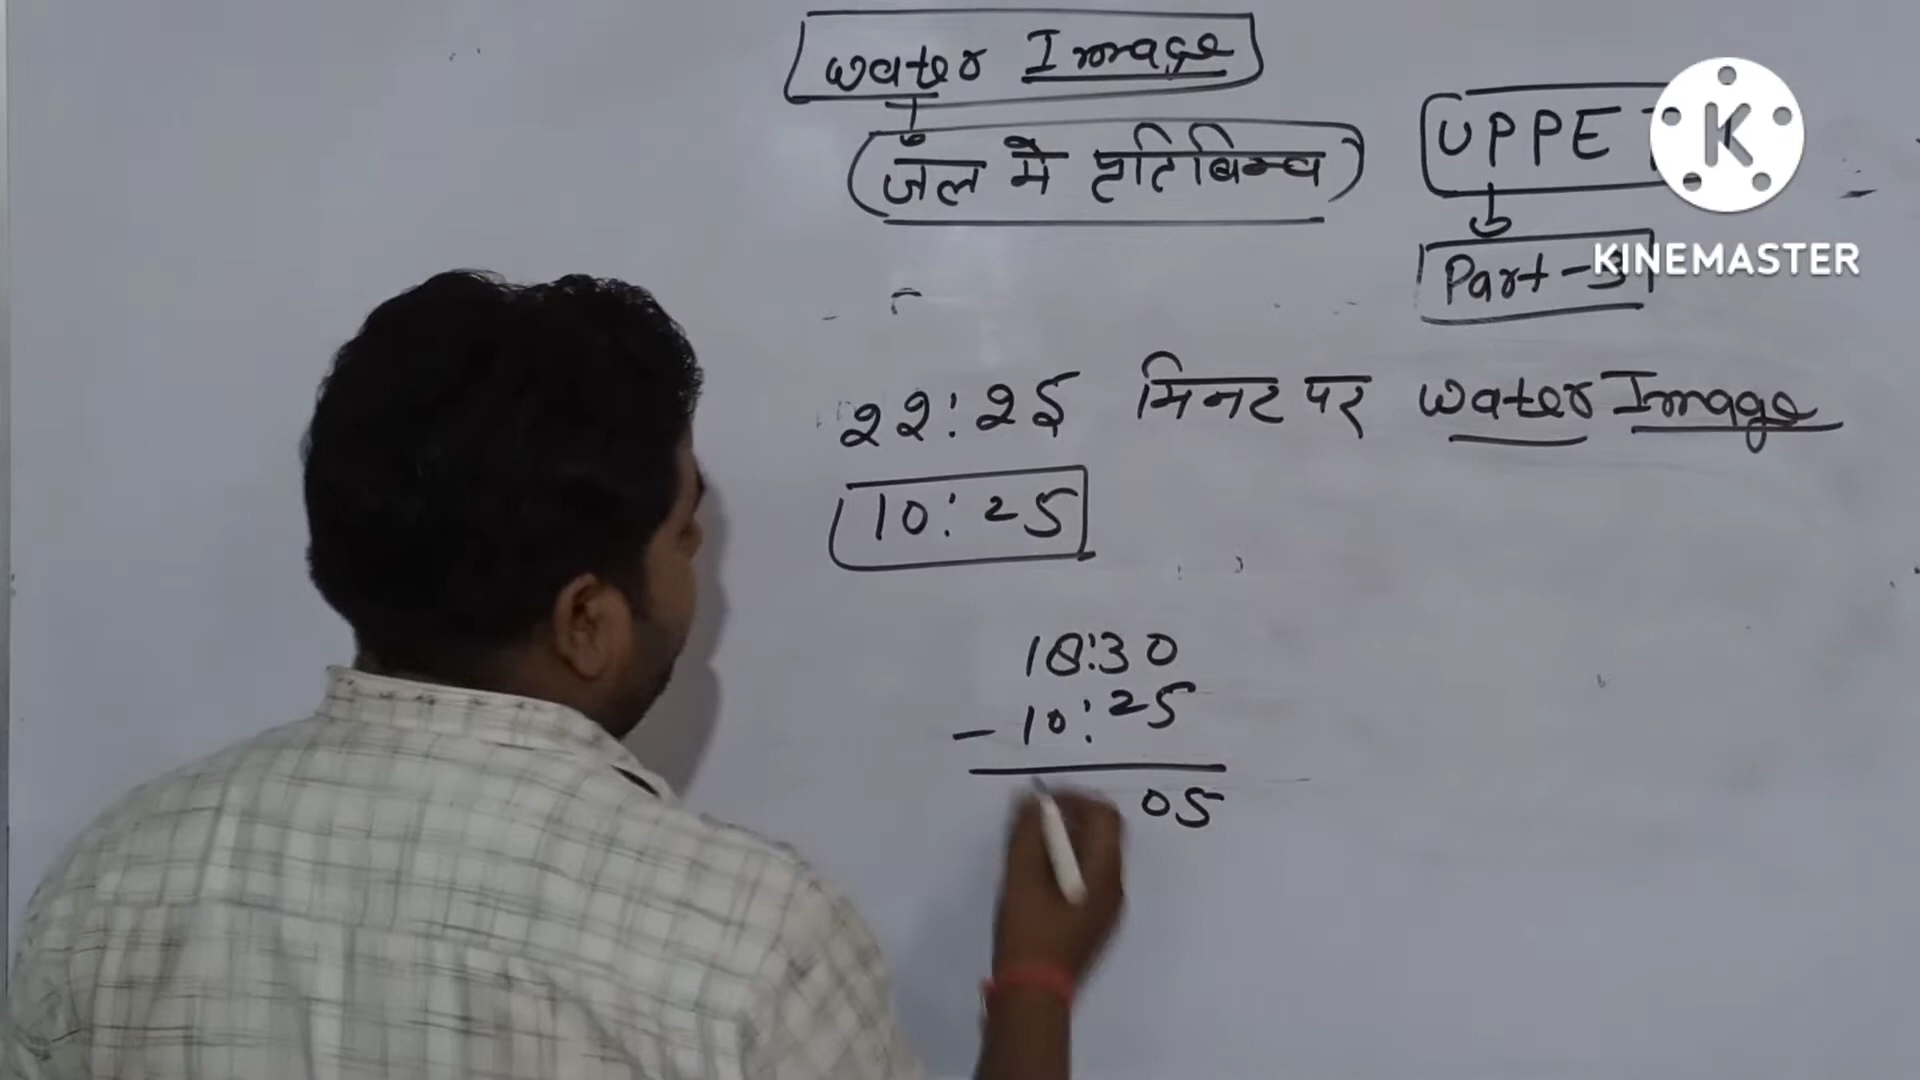 Water Image
जल में प्रतिबिम्ब
UPPE
Part-3
KINEMASTER
22:25 मिनट पर Water Image
10:25
18:30
- 10:25
05